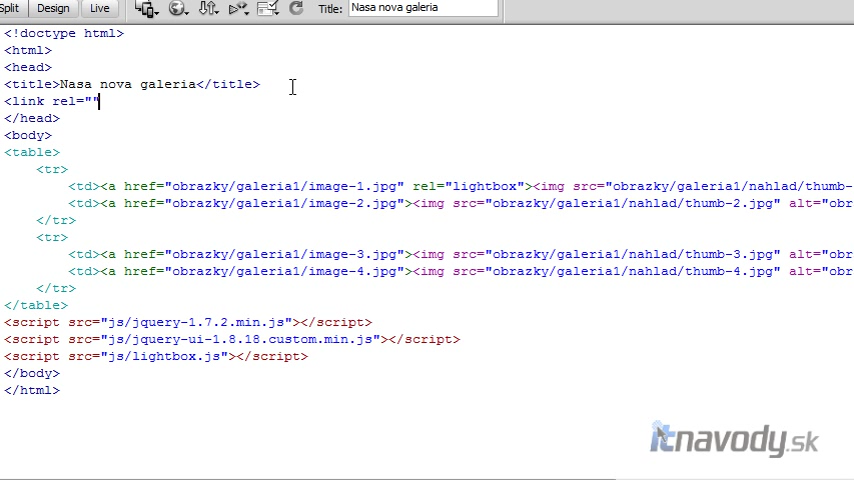 Split Design Live Title: Nasa nova galeria
<!doctype html>
<html>
<head>
<title>Nasa nova galeria</title>
<link rel=""
</head>
<body>
<table>
<tr>
<td><a href="obrazky/galeria1/image-1.jpg" rel="lightbox"><img src="obrazky/galeria1/nahlad/thumb-
<td><a href="obrazky/galeria1/image-2.jpg"><img src="obrazky/galeria1/nahlad/thumb-2.jpg" alt="obr
</tr>
<tr>
<td><a href="obrazky/galeria1/image-3.jpg"><img src="obrazky/galeria1/nahlad/thumb-3.jpg" alt="obr
<td><a href="obrazky/galeria1/image-4.jpg"><img src="obrazky/galeria1/nahlad/thumb-4.jpg" alt="obr
</tr>
</table>
<script src="js/jquery-1.7.2.min.js"></script>
<script src="js/jquery-ui-1.8.18.custom.min.js"></script>
<script src="js/lightbox.js"></script>
</body>
</html>
itnavody.sk